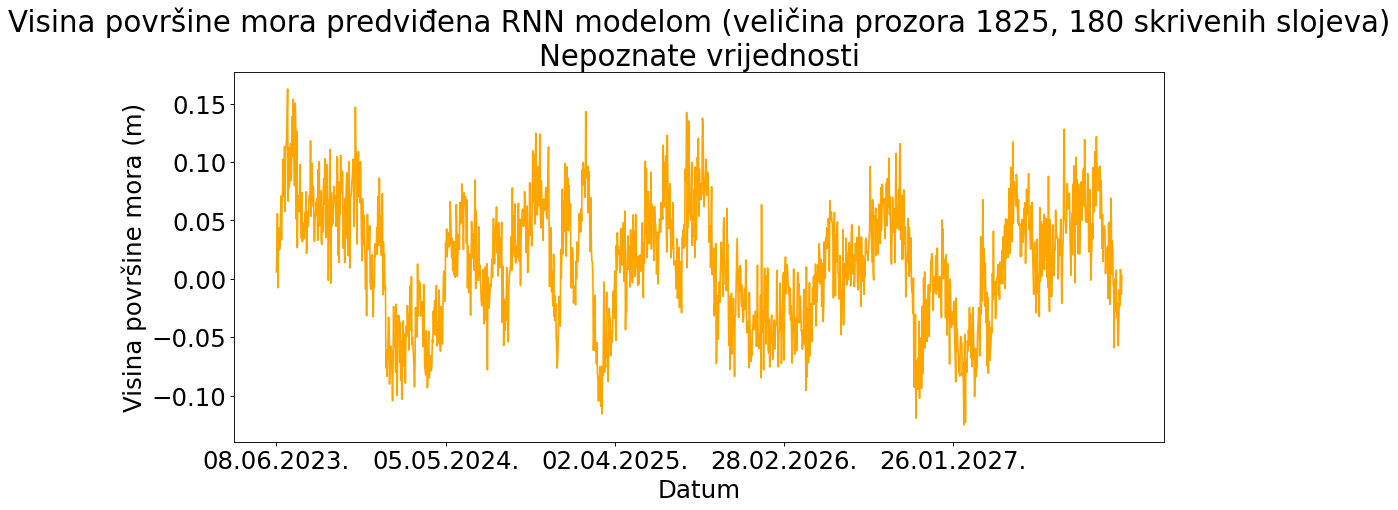 Visina površine mora predviđena RNN modelom (veličina prozora 1825, 180 skrivenih slojeva)
Nepoznate vrijednosti
Visina površine mora (m)
0.15
0.10
0.05
0.00
−0.05
−0.10
08.06.2023. 05.05.2024. 02.04.2025. 28.02.2026. 26.01.2027.
Datum